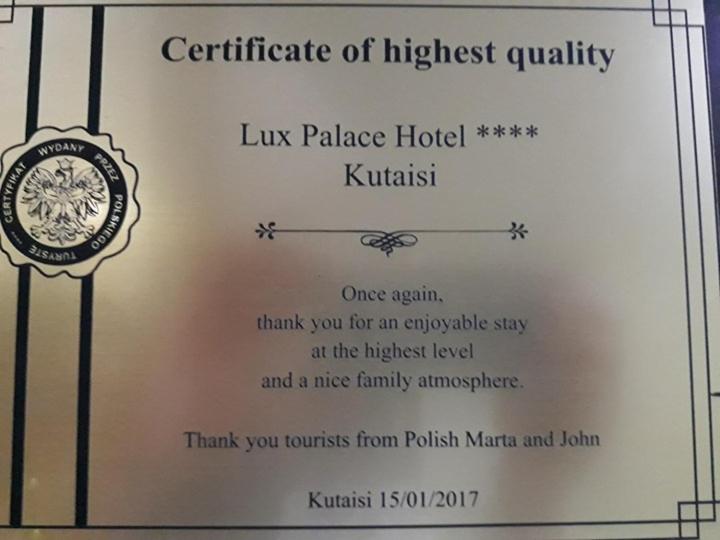 Certificate of highest quality
Lux Palace Hotel ****
Kutaisi
CERTYFIKAT WYDANY PRZEZ POLSKIEGO TURYSTĘ ****
Once again,
thank you for an enjoyable stay
at the highest level
and a nice family atmosphere.
Thank you tourists from Polish Marta and John
Kutaisi 15/01/2017